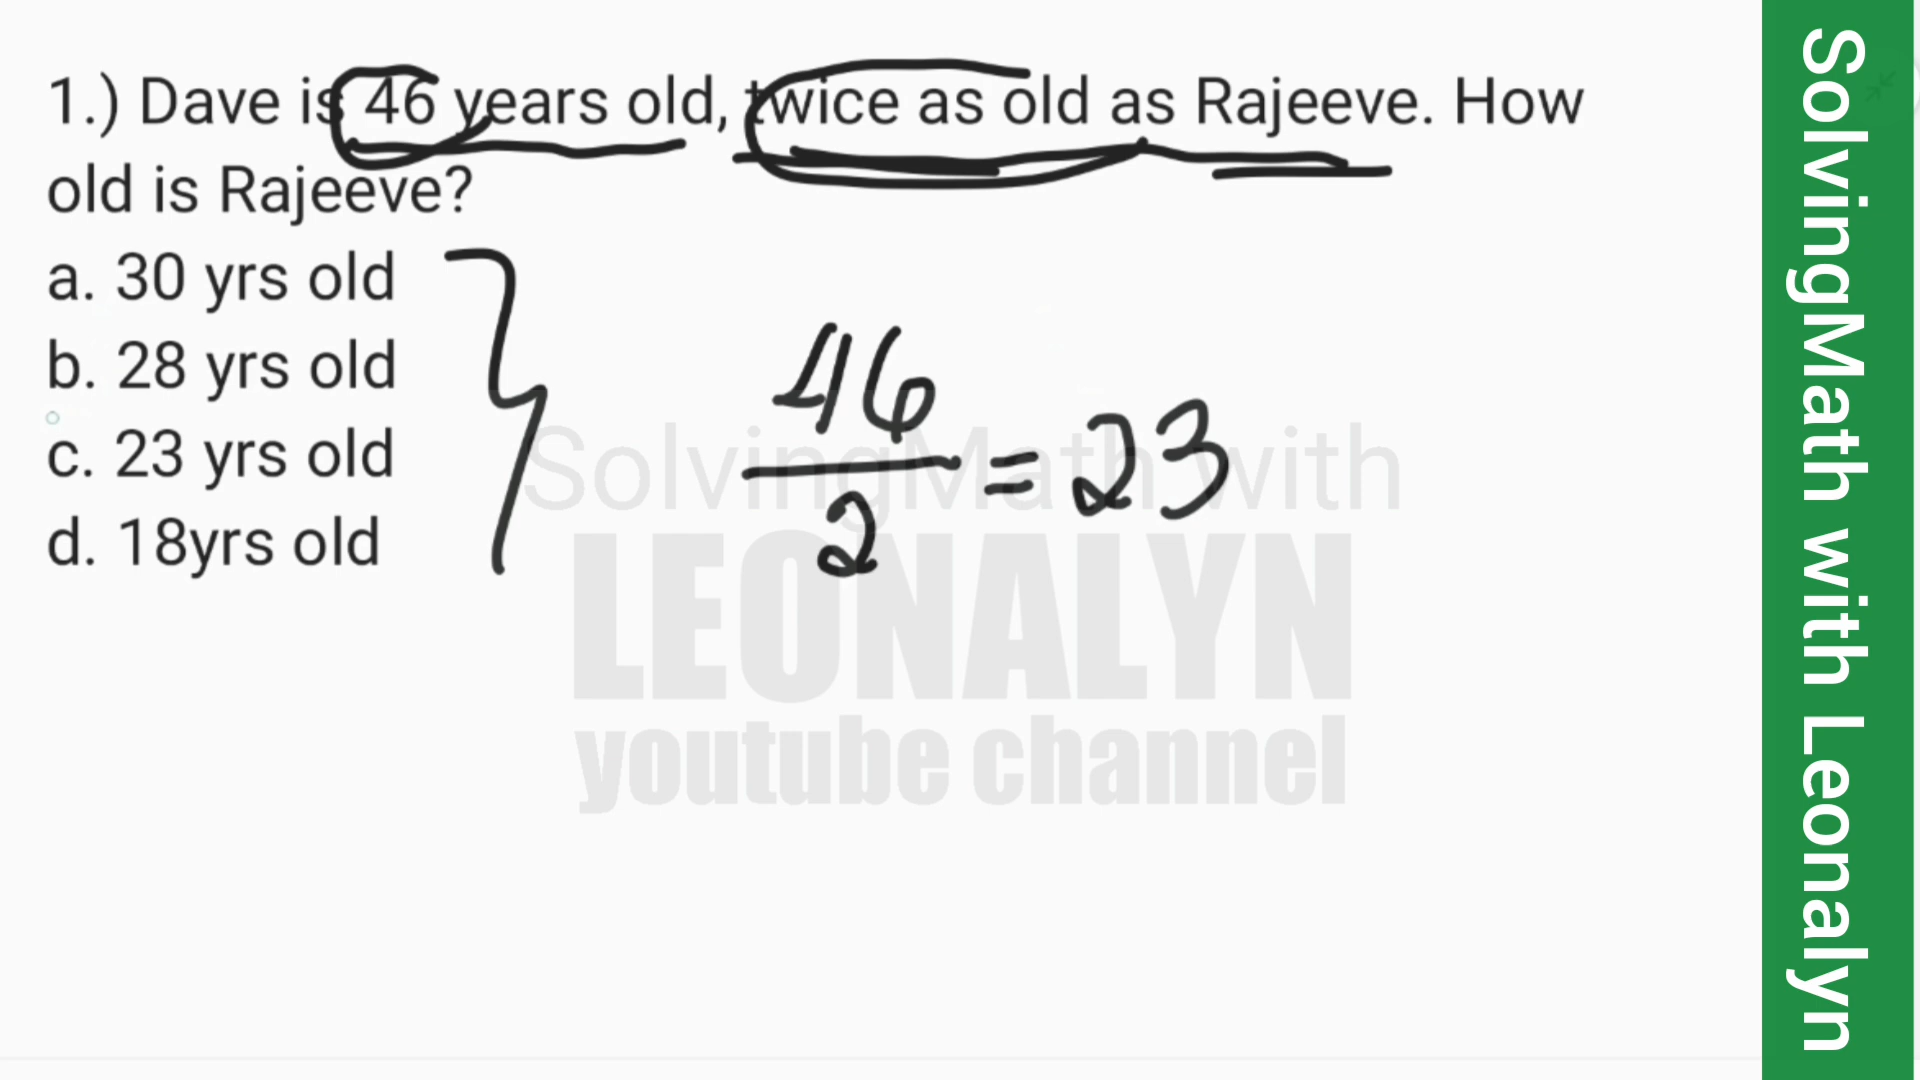 1.) Dave is 46 years old, twice as old as Rajeeve. How
old is Rajeeve?
a. 30 yrs old
b. 28 yrs old
c. 23 yrs old
d. 18yrs old
46
2
= 23
SolvingMath with
LEONALYN
youtube channel
SolvingMath with Leonalyn